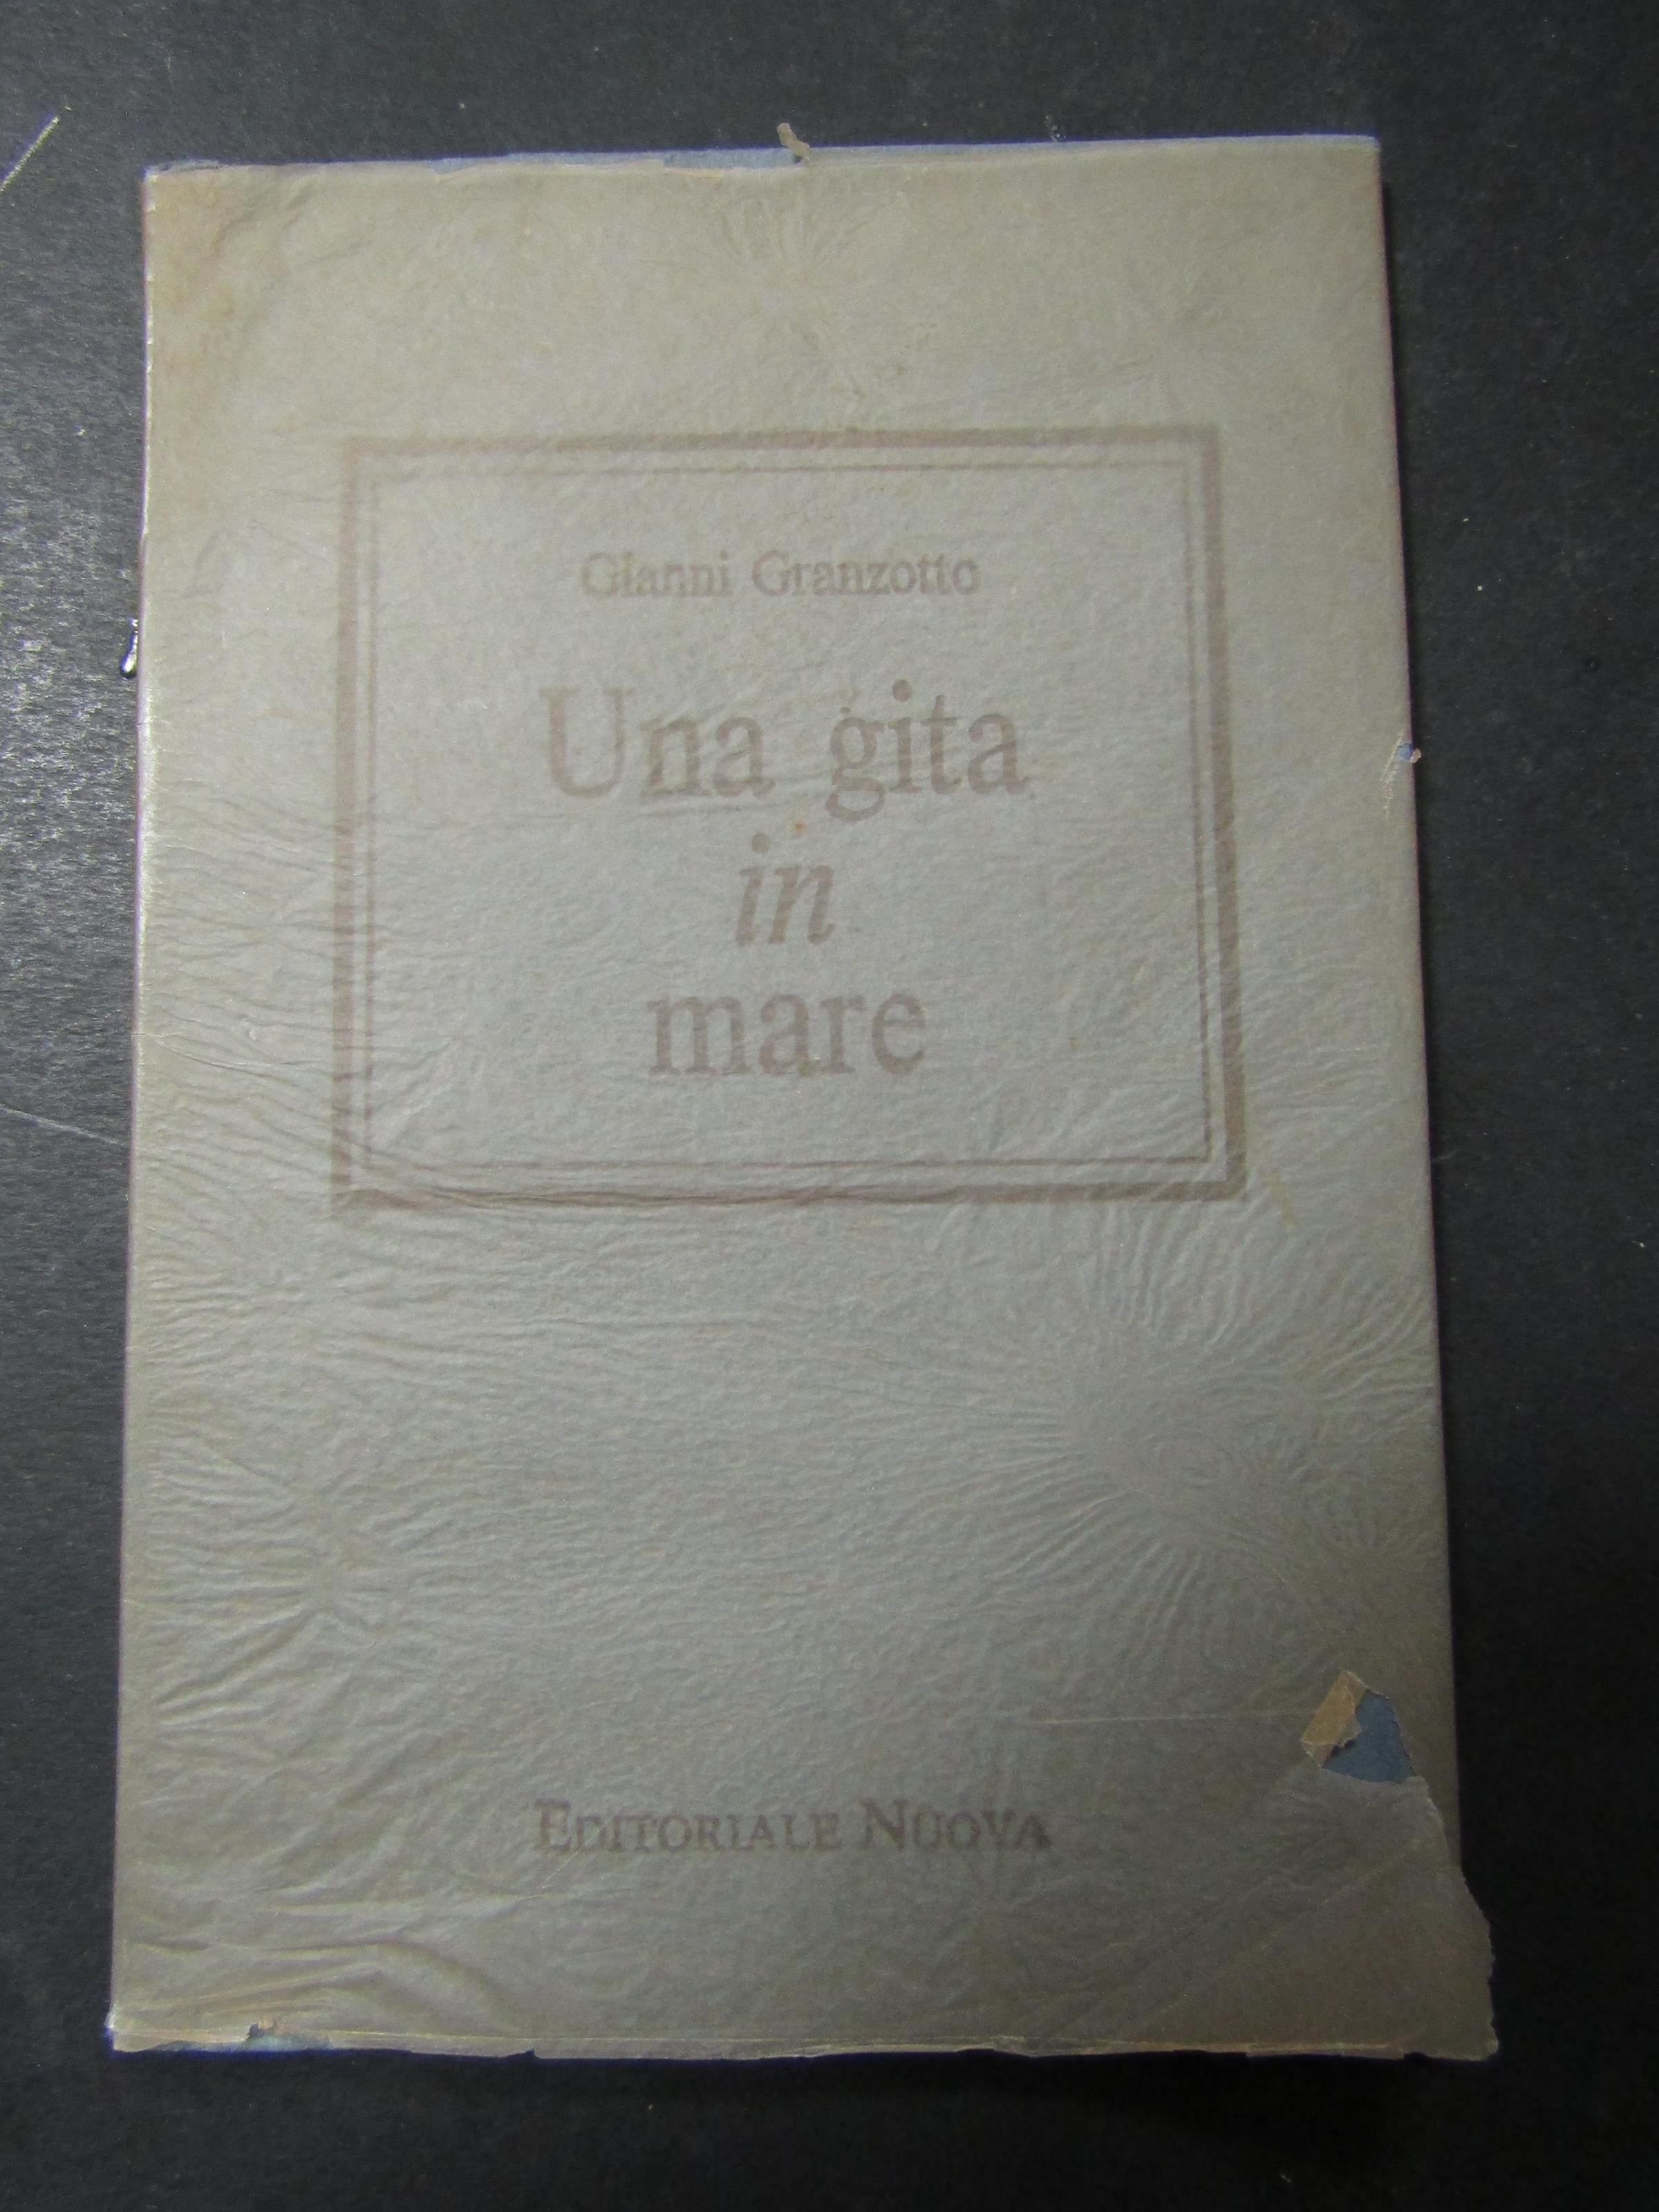 Gianni Granzotto
Una gita
in
mare
EDITORIALE NUOVA